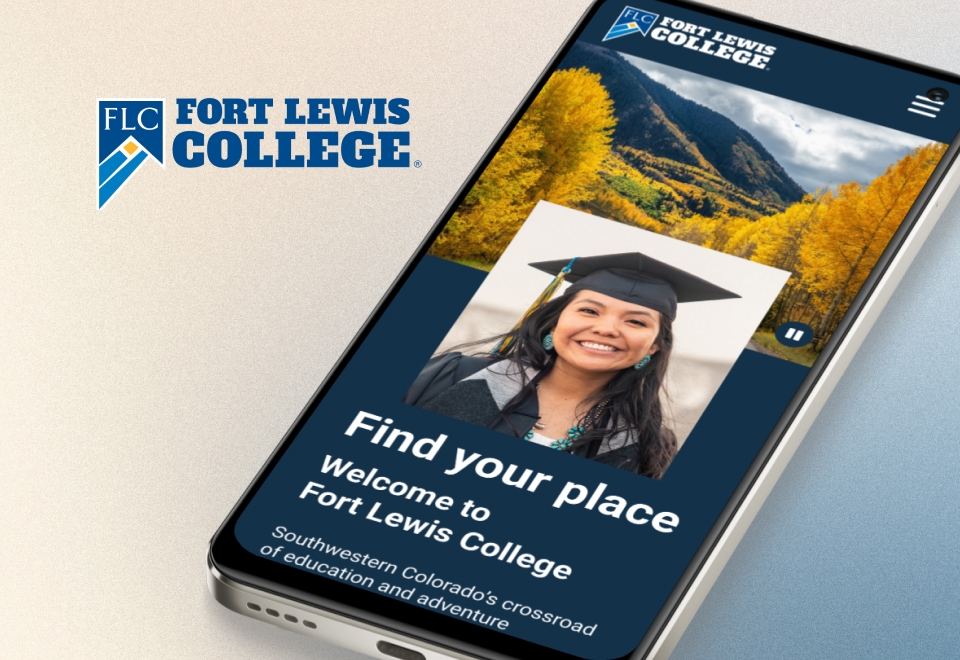 FLC
FORT LEWIS
COLLEGE®
FLC
FORT LEWIS
COLLEGE
Find your place
Welcome to
Fort Lewis College
Southwestern Colorado's crossroad
of education and adventure